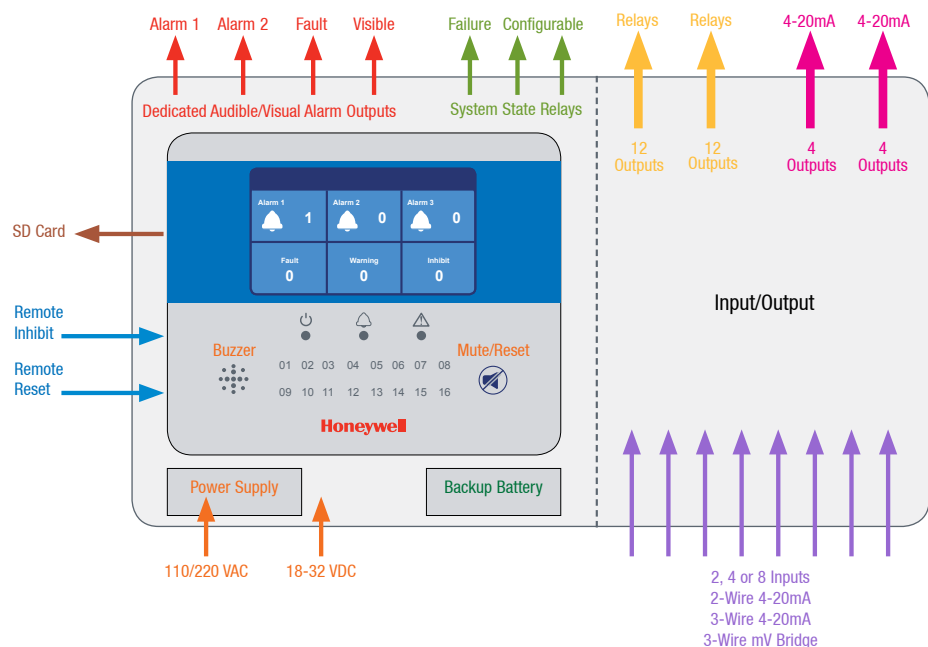 Alarm 1 Alarm 2 Fault Visible Failure Configurable Relays Relays 4-20mA 4-20mA
Dedicated Audible/Visual Alarm Outputs System State Relays
12 Outputs
12 Outputs
4 Outputs
4 Outputs
SD Card
Alarm 1 1
Alarm 2 0
Alarm 3 0
Fault
0
Warning
0
Inhibit
0
Input/Output
Remote
Inhibit
Remote
Reset
Buzzer
Mute/Reset
01 02 03 04 05 06 07 08
09 10 11 12 13 14 15 16
Honeywell
Power Supply
Backup Battery
110/220 VAC
18-32 VDC
2, 4 or 8 Inputs
2-Wire 4-20mA
3-Wire 4-20mA
3-Wire mV Bridge